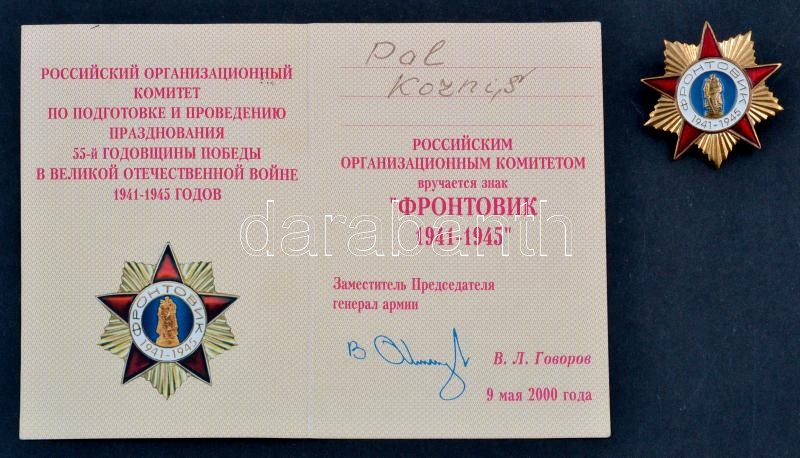 РОССИЙСКИЙ ОРГАНИЗАЦИОННЫЙ
КОМИТЕТ
ПО ПОДГОТОВКЕ И ПРОВЕДЕНИЮ
ПРАЗДНОВАНИЯ
55-й ГОДОВЩИНЫ ПОБЕДЫ
В ВЕЛИКОЙ ОТЕЧЕСТВЕННОЙ ВОЙНЕ
1941-1945 ГОДОВ
ФРОНТОВИК
1941-1945
Pal
РОССИЙСКИМ
ОРГАНИЗАЦИОННЫМ КОМИТЕТОМ
вручается знак
"ФРОНТОВИК
1941-1945"
Заместитель Председателя
генерал армии
В. Л. Говоров
9 мая 2000 года
ФРОНТОВИК
1941-1945
darabanth